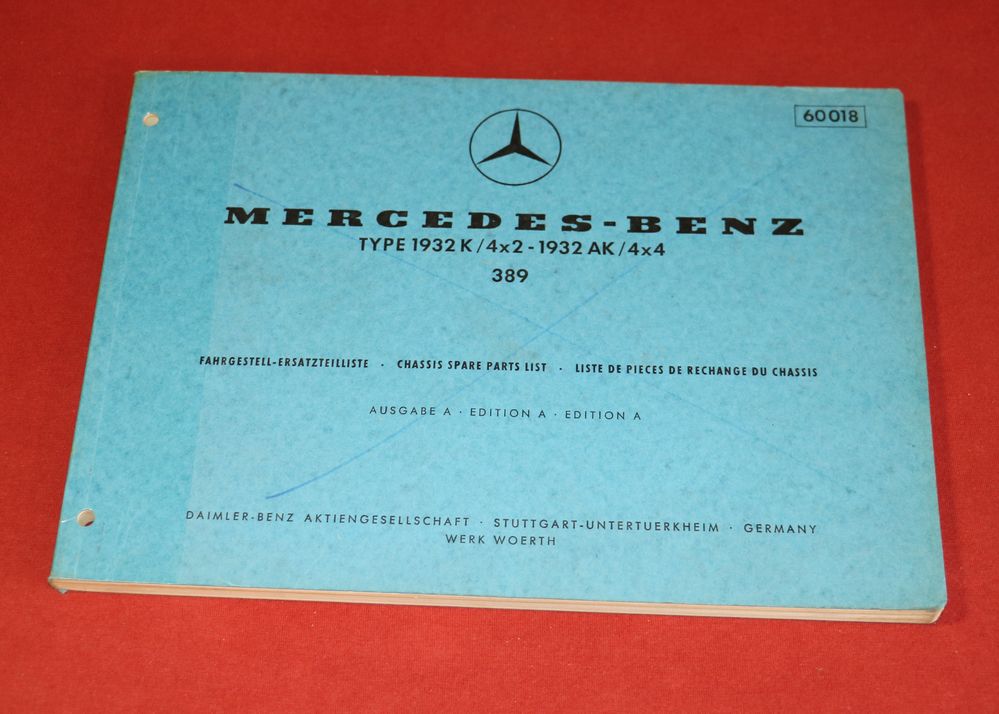 60018
MERCEDES-BENZ
TYPE 1932 K/4x2 - 1932 AK/4x4
389
FAHRGESTELL-ERSATZTEILLISTE · CHASSIS SPARE PARTS LIST · LISTE DE PIECES DE RECHANGE DU CHASSIS
AUSGABE A · EDITION A · EDITION A
DAIMLER-BENZ AKTIENGESELLSCHAFT · STUTTGART-UNTERTUERKHEIM · GERMANY
WERK WOERTH